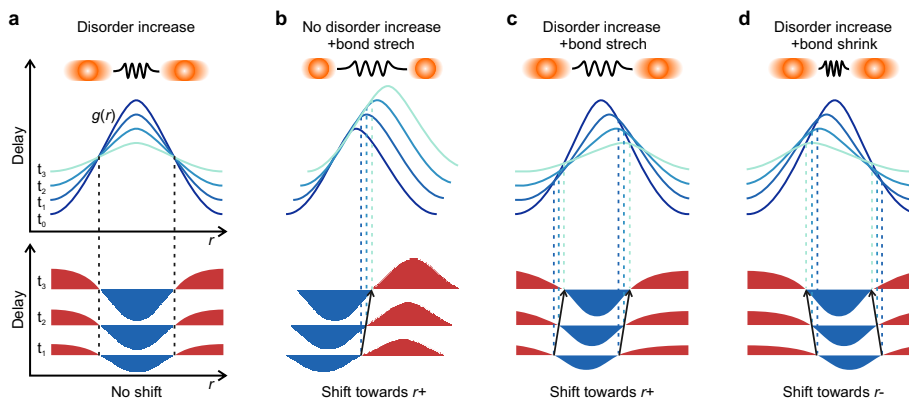 a
Disorder increase
b
No disorder increase
+bond strech
c
Disorder increase
+bond strech
d
Disorder increase
+bond shrink
Delay
g(r)
t3
t2
t1
t0
r
Delay
t3
t2
t1
r
No shift
Shift towards r+
Shift towards r+
Shift towards r-